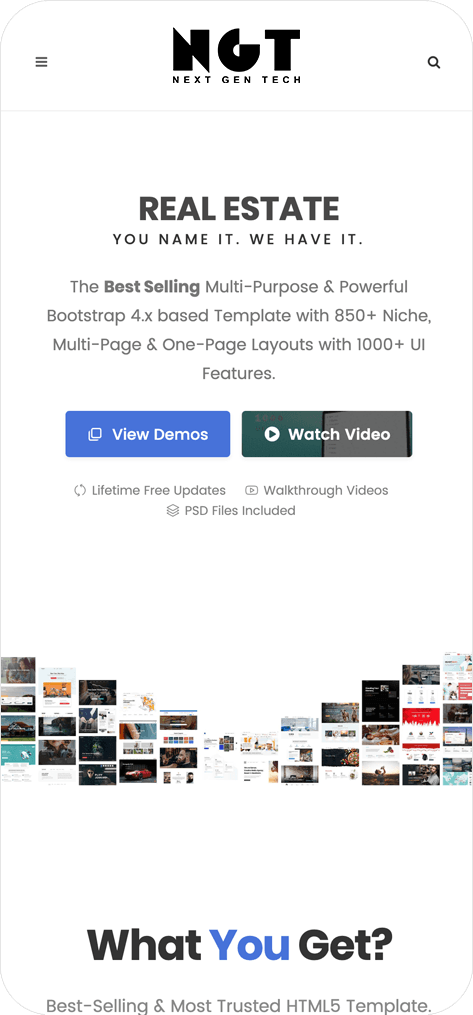 NGT
NEXT GEN TECH
REAL ESTATE
YOU NAME IT. WE HAVE IT.
The Best Selling Multi-Purpose & Powerful
Bootstrap 4.x based Template with 850+ Niche,
Multi-Page & One-Page Layouts with 1000+ UI
Features.
View Demos
Watch Video
Lifetime Free Updates
Walkthrough Videos
PSD Files Included
What You Get?
Best-Selling & Most Trusted HTML5 Template.